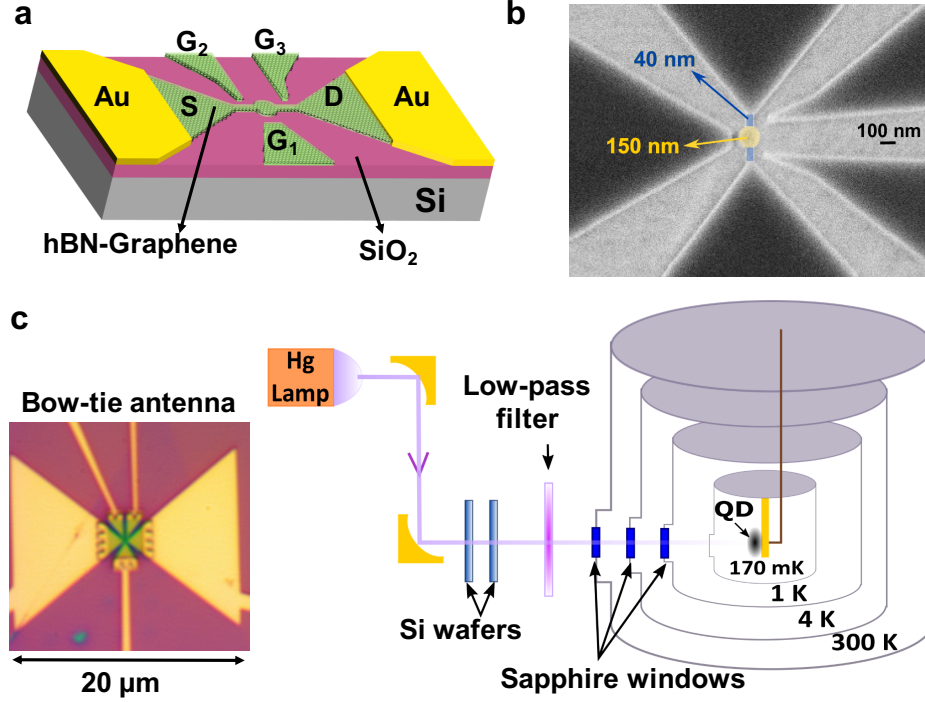 a
G2
G3
Au
S
D
Au
G1
Si
hBN-Graphene
SiO2
b
40 nm
150 nm
100 nm
c
Bow-tie antenna
20 µm
Hg
Lamp
Low-pass
filter
Si wafers
QD
170 mK
1 K
4 K
300 K
Sapphire windows